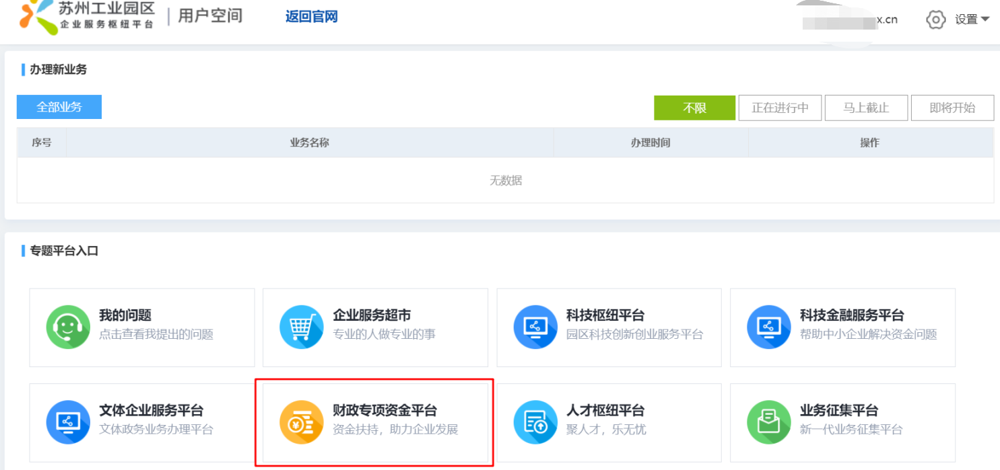 苏州工业园区
企业服务枢纽平台
用户空间
返回官网
x.cn
设置
办理新业务
全部业务
不限
正在进行中
马上截止
即将开始
序号
业务名称
办理时间
操作
无数据
专题平台入口
我的问题
点击查看我提出的问题
企业服务超市
专业的人做专业的事
科技枢纽平台
园区科技创新创业服务平台
科技金融服务平台
帮助中小企业解决资金问题
文体企业服务平台
文体政务业务办理平台
财政专项资金平台
资金扶持，助力企业发展
人才枢纽平台
聚人才，乐无忧
业务征集平台
新一代业务征集平台